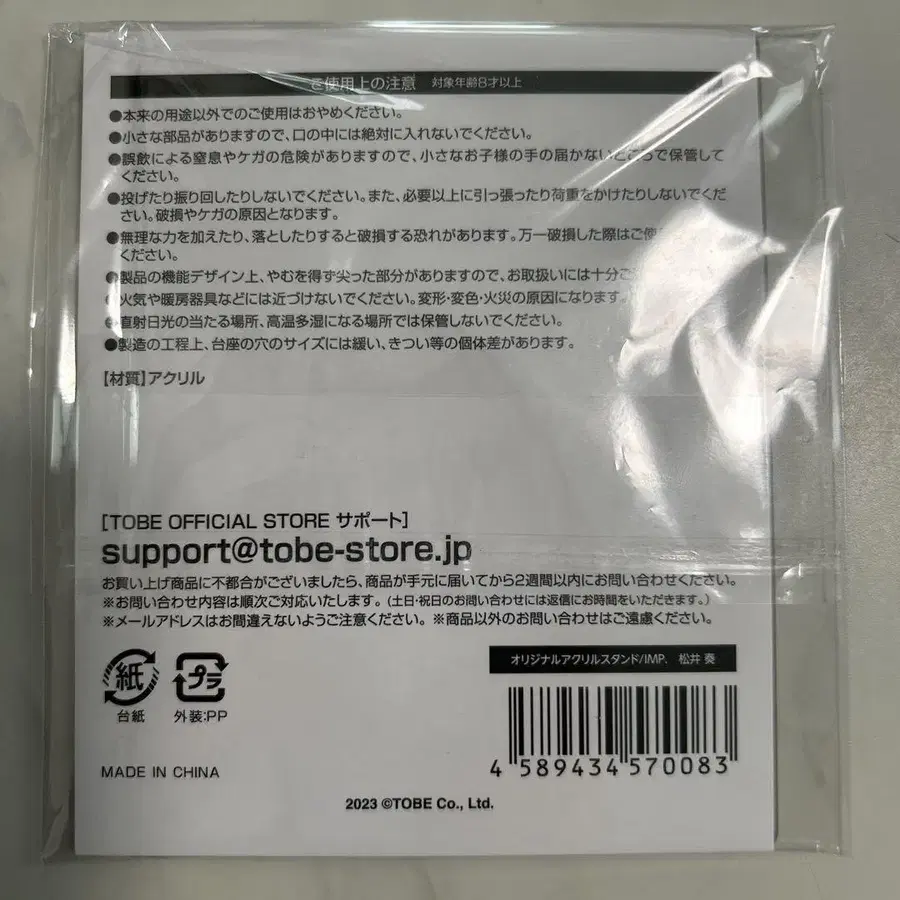 ご使用上の注意 対象年齢8才以上
●本来の用途以外でのご使用はおやめください。
●小さな部品がありますので、口の中には絶対に入れないでください。
●誤飲による窒息やケガの危険がありますので、小さなお子様の手の届かないところで保管して
ください。
●投げたり振り回したりしないでください。また、必要以上に引っ張ったり荷重をかけたりしないでくだ
さい。破損やケガの原因となります。
●無理な力を加えたり、落としたりすると破損する恐れがあります。万一破損した際はご使
ください。
●製品の機能デザイン上、やむを得ず尖った部分がありますので、お取扱いには十分ご
●火気や暖房器具などには近づけないでください。変形・変色・火災の原因になります。
●直射日光の当たる場所、高温多湿になる場所では保管しないでください。
●製造の工程上、台座の穴のサイズには緩い、きつい等の個体差があります。
【材質】アクリル
[TOBE OFFICIAL STORE サポート]
support@tobe-store.jp
お買い上げ商品に不都合がございましたら、商品が手元に届いてから2週間以内にお問い合わせください。
※お問い合わせ内容は順次ご対応いたします。(土日・祝日のお問い合わせには返信にお時間をいただきます。)
※メールアドレスはお間違えないようご注意ください。※商品以外のお問い合わせはご遠慮ください。
紙
台紙
プラ
外装:PP
オリジナルアクリルスタンド/IMP. 松井 奏
4 589434 570083
MADE IN CHINA
2023 ©TOBE Co., Ltd.